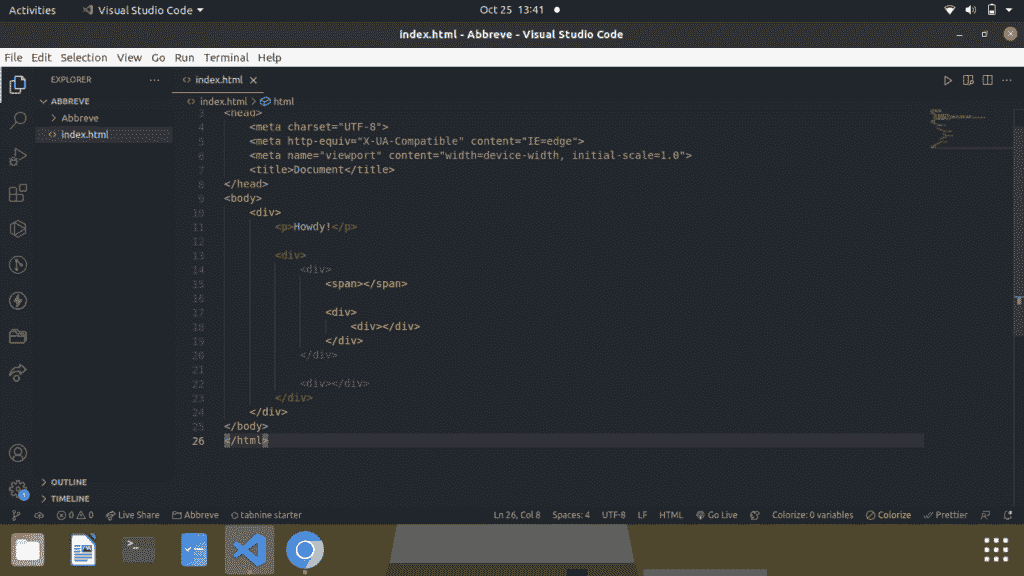 Activities Visual Studio Code Oct 25 13:41
index.html - Abbreve - Visual Studio Code
File Edit Selection View Go Run Terminal Help
EXPLORER ··· index.html
ABBREVE index.html > html
Abbreve
index.html
3 <head>
4 <meta charset="UTF-8">
5 <meta http-equiv="X-UA-Compatible" content="IE=edge">
6 <meta name="viewport" content="width=device-width, initial-scale=1.0">
7 <title>Document</title>
8 </head>
9 <body>
10 <div>
11 <p>Howdy!</p>
12
13 <div>
14 <div>
15 <span></span>
16
17 <div>
18 <div></div>
19 </div>
20 </div>
21
22 <div></div>
23 </div>
24 </div>
25 </body>
26 </html>
OUTLINE
TIMELINE
1
0 0 Live Share Abbreve tabnine starter Ln 26, Col 8 Spaces: 4 UTF-8 LF HTML Go Live Colorize: 0 variables Colorize Prettier
>_